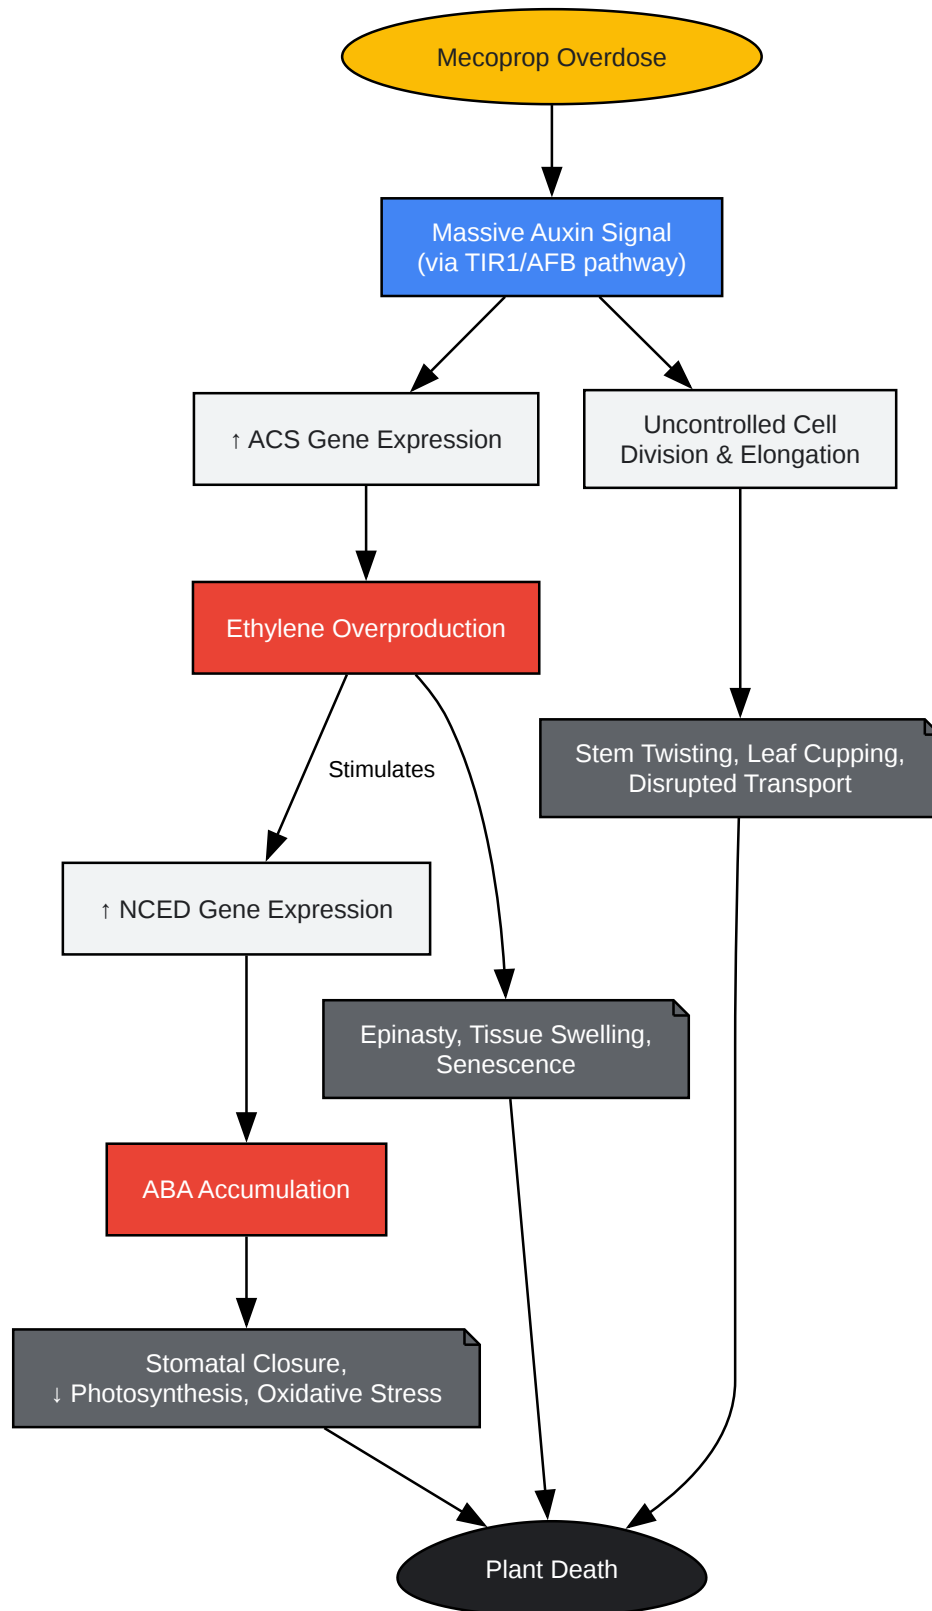 Mecoprop Overdose
Massive Auxin Signal
(via TIR1/AFB pathway)
↑ ACS Gene Expression
Uncontrolled Cell
Division & Elongation
Ethylene Overproduction
Stimulates
Stem Twisting, Leaf Cupping,
Disrupted Transport
↑ NCED Gene Expression
Epinasty, Tissue Swelling,
Senescence
ABA Accumulation
Stomatal Closure,
↓ Photosynthesis, Oxidative Stress
Plant Death